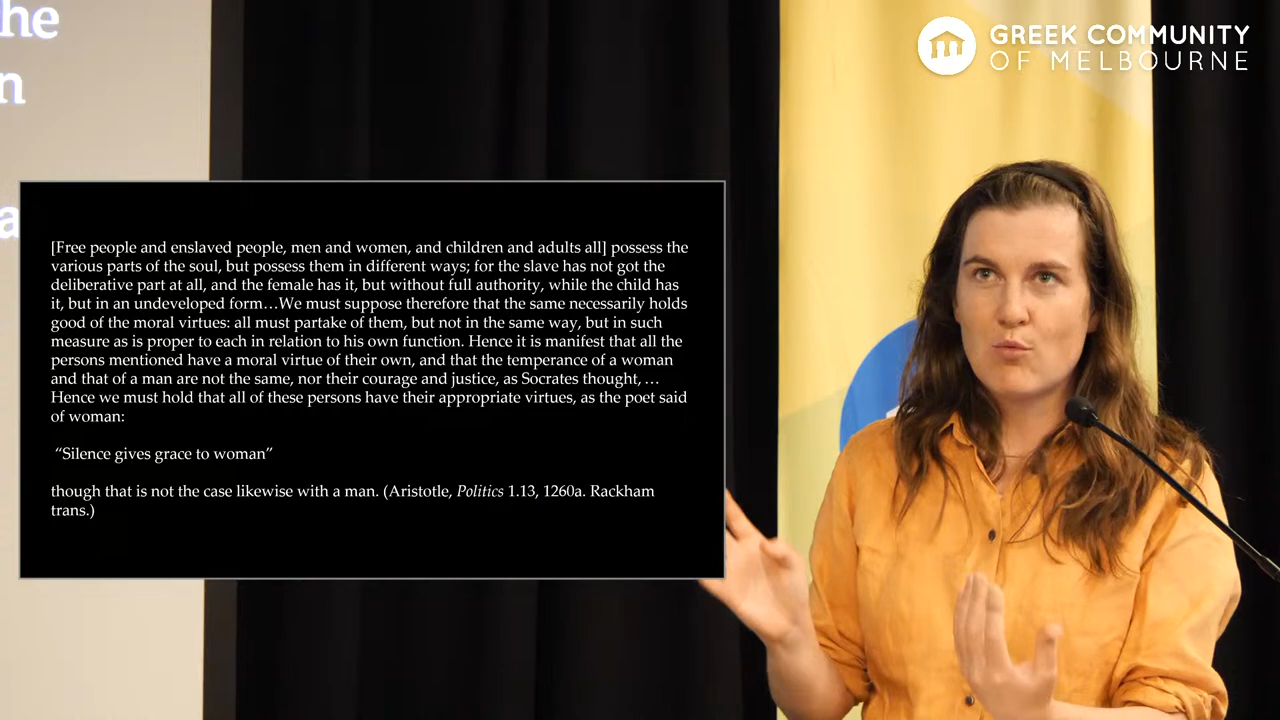 he
n
a
GREEK COMMUNITY
OF MELBOURNE
[Free people and enslaved people, men and women, and children and adults all] possess the
various parts of the soul, but possess them in different ways; for the slave has not got the
deliberative part at all, and the female has it, but without full authority, while the child has
it, but in an undeveloped form…We must suppose therefore that the same necessarily holds
good of the moral virtues: all must partake of them, but not in the same way, but in such
measure as is proper to each in relation to his own function. Hence it is manifest that all the
persons mentioned have a moral virtue of their own, and that the temperance of a woman
and that of a man are not the same, nor their courage and justice, as Socrates thought, …
Hence we must hold that all of these persons have their appropriate virtues, as the poet said
of woman:
“Silence gives grace to woman”
though that is not the case likewise with a man. (Aristotle, Politics 1.13, 1260a. Rackham
trans.)